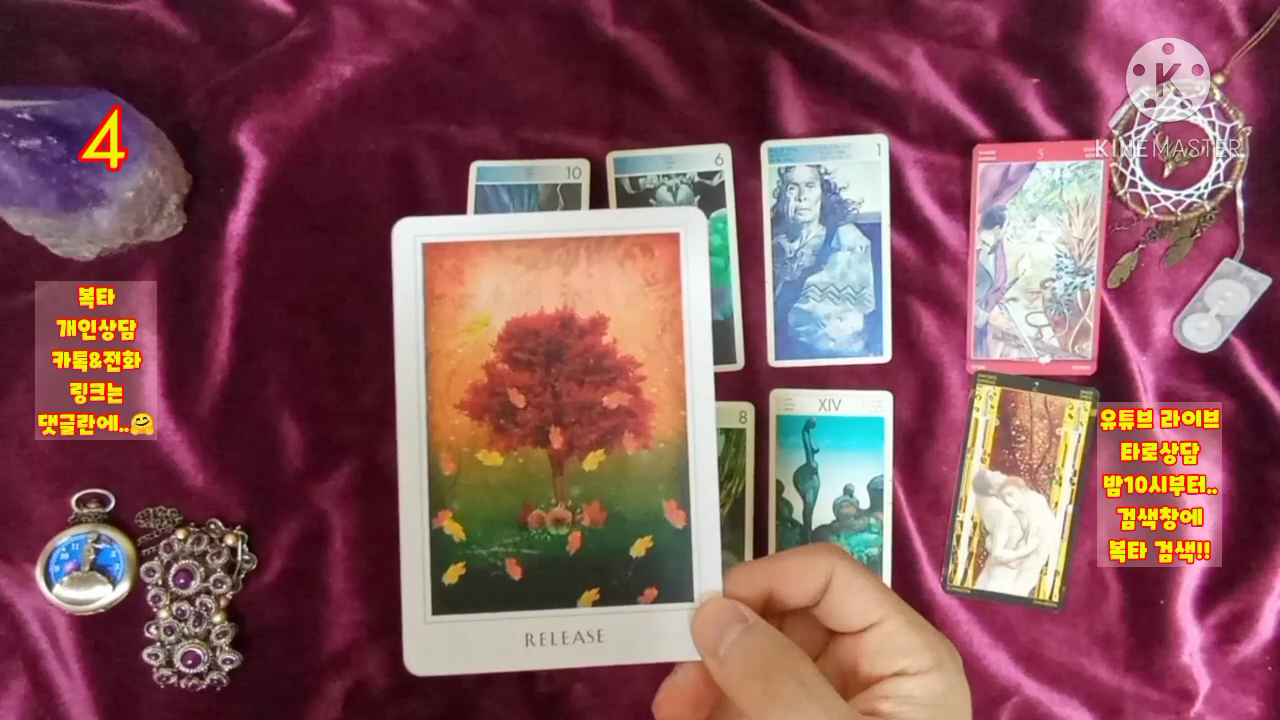 4
복타
개인상담
카톡&전화
링크는
댓글란에..🤗
10
6
1
5
K
KINEMASTER
8
XIV
RELEASE
유튜브 라이브
타로상담
밤10시부터..
검색창에
복타 검색!!